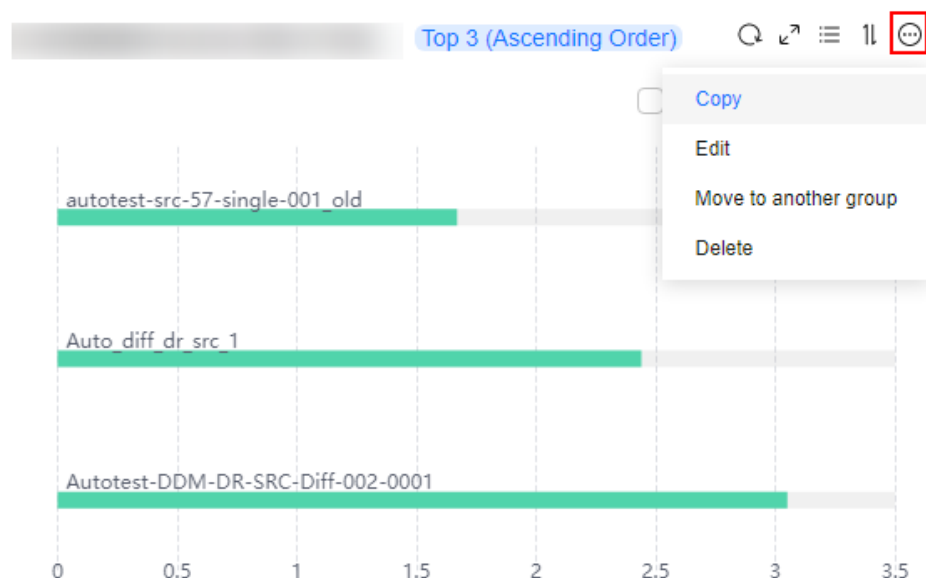 Top 3 (Ascending Order)
Copy
Edit
Move to another group
Delete
autotest-src-57-single-001_old
Auto_diff_dr_src_1
Autotest-DDM-DR-SRC-Diff-002-0001
0 0.5 1 1.5 2 2.5 3 3.5